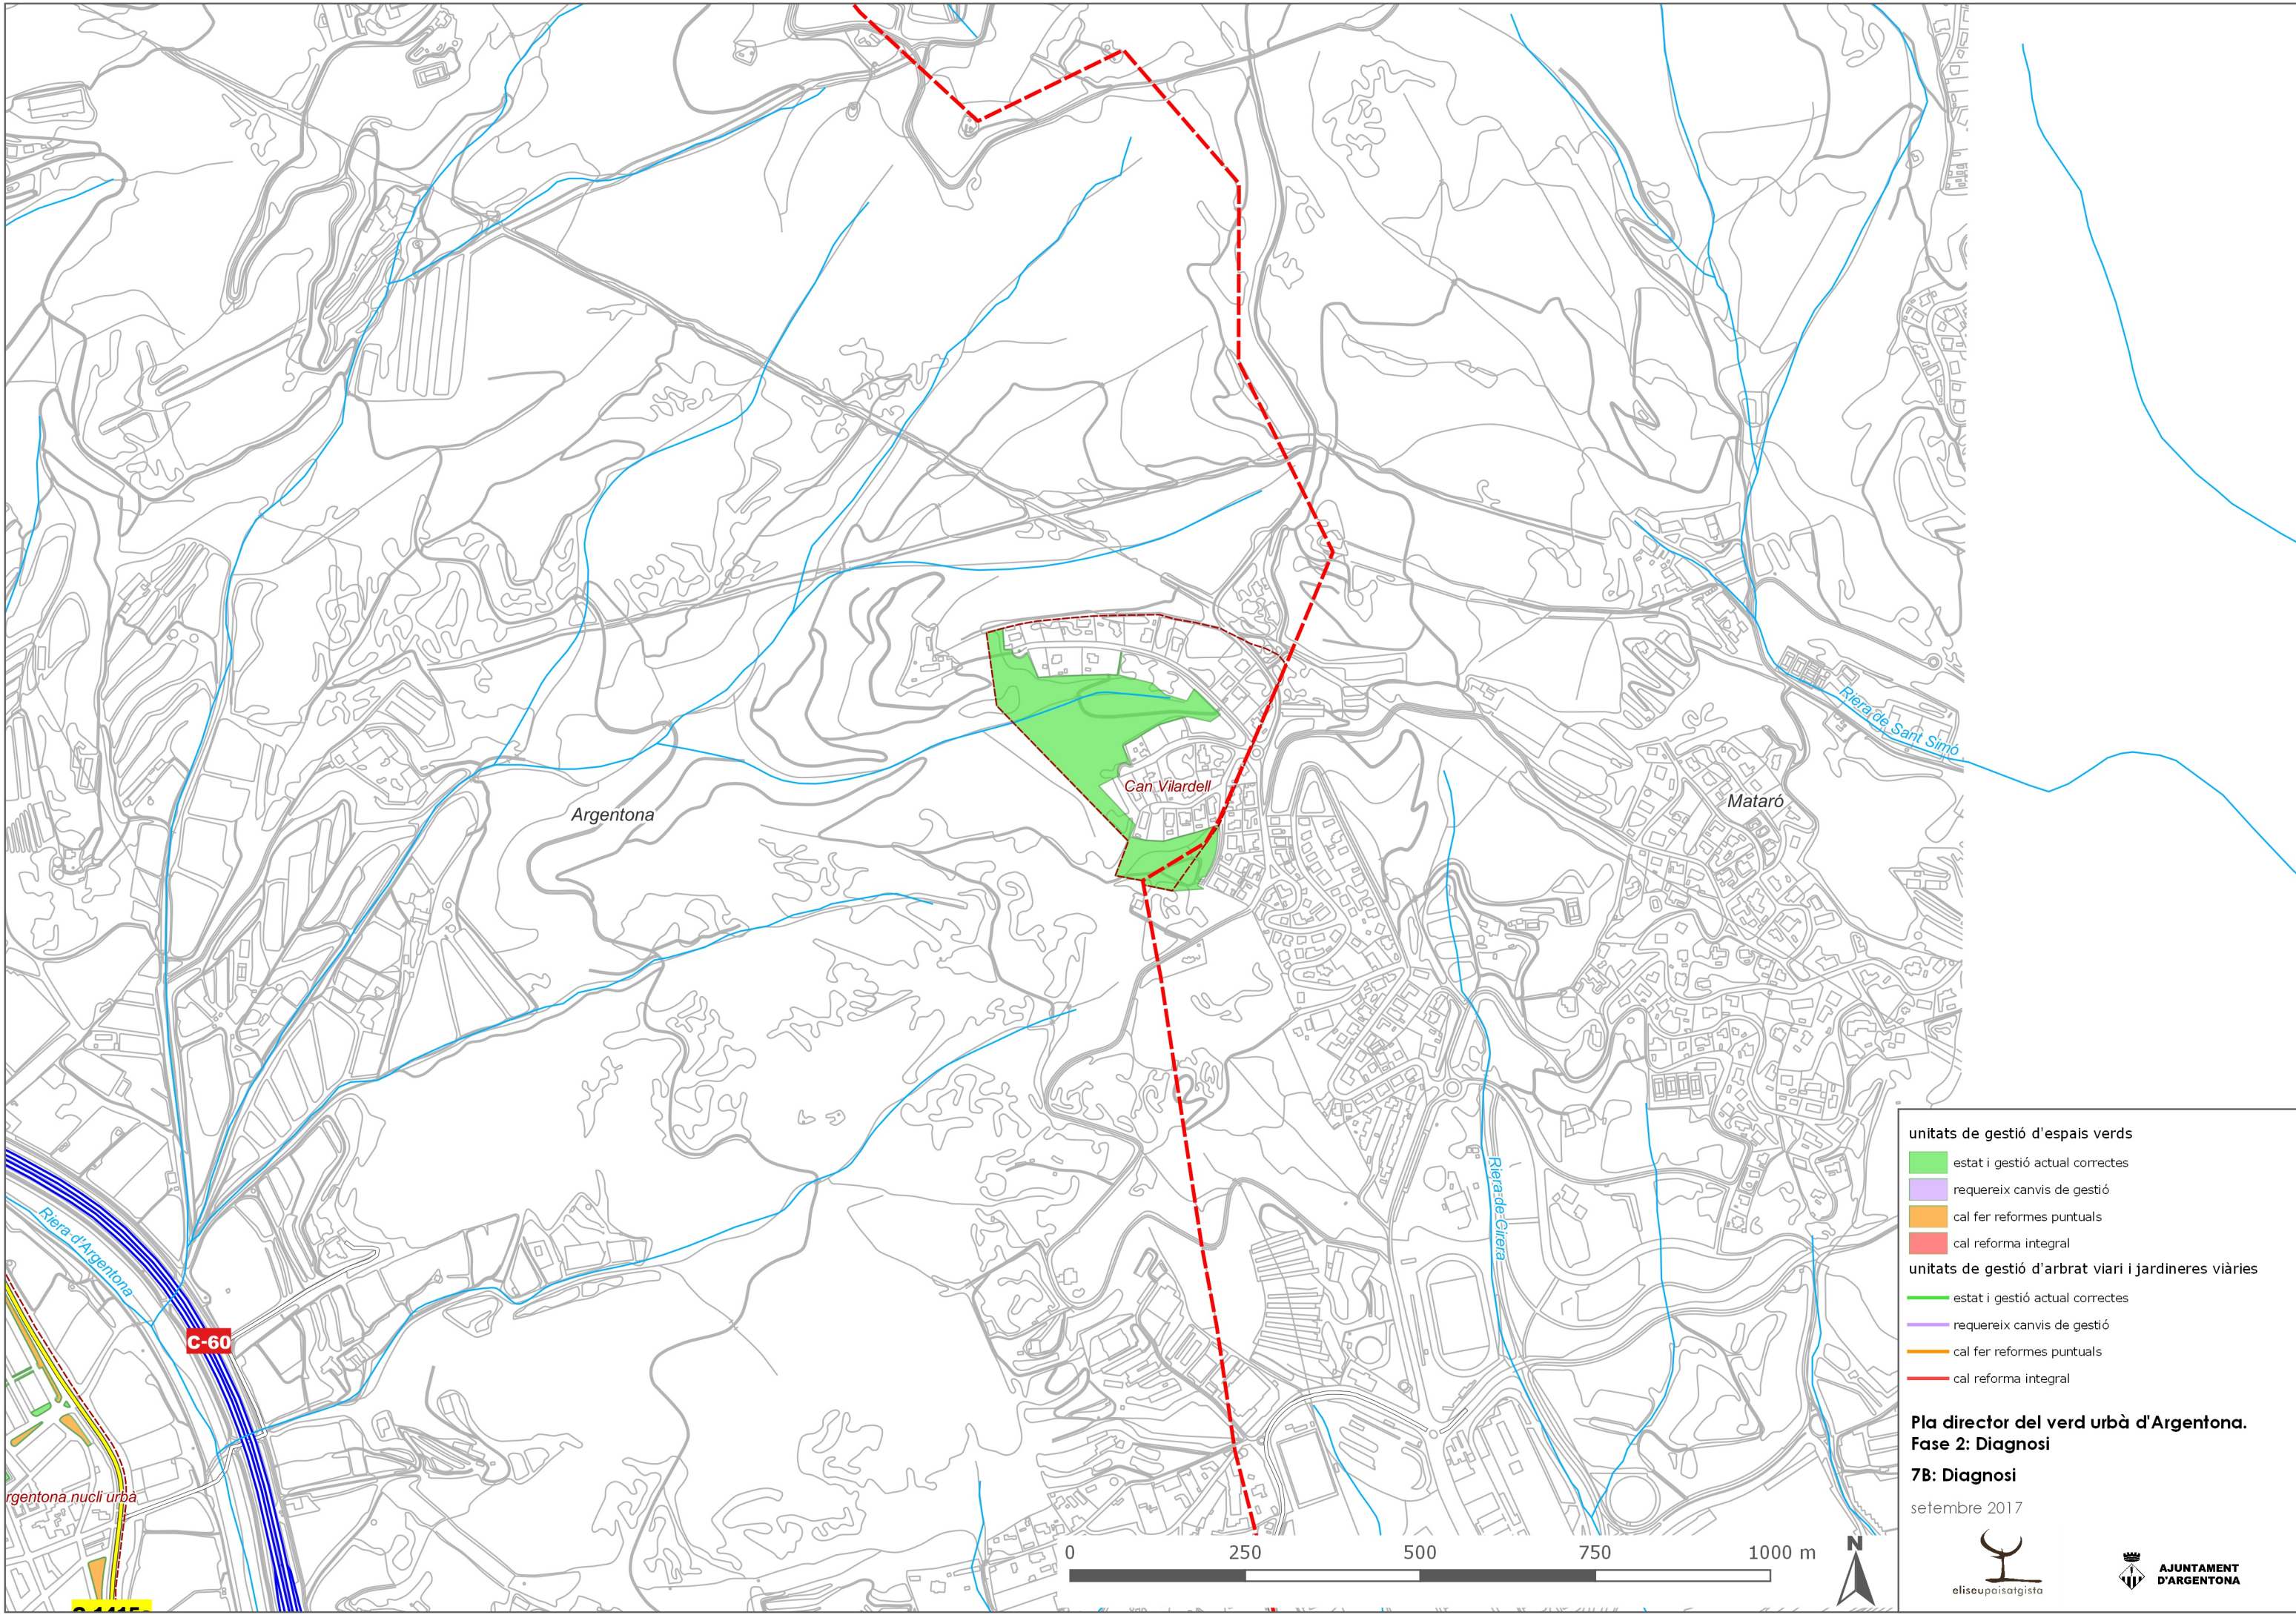 Riera de Sant Simó
Can Vilardell
Argentona
Mataró
Riera de Cirera
Riera d'Argentona
C-60
rgentona nucli urbà
0 250 500 750 1000 m
N
unitats de gestió d'espais verds
estat i gestió actual correctes
requereix canvis de gestió
cal fer reformes puntuals
cal reforma integral
unitats de gestió d'arbrat viari i jardineres viàries
estat i gestió actual correctes
requereix canvis de gestió
cal fer reformes puntuals
cal reforma integral
Pla director del verd urbà d'Argentona.
Fase 2: Diagnosi
7B: Diagnosi
setembre 2017
eliseupaisatgista
AJUNTAMENT
D'ARGENTONA